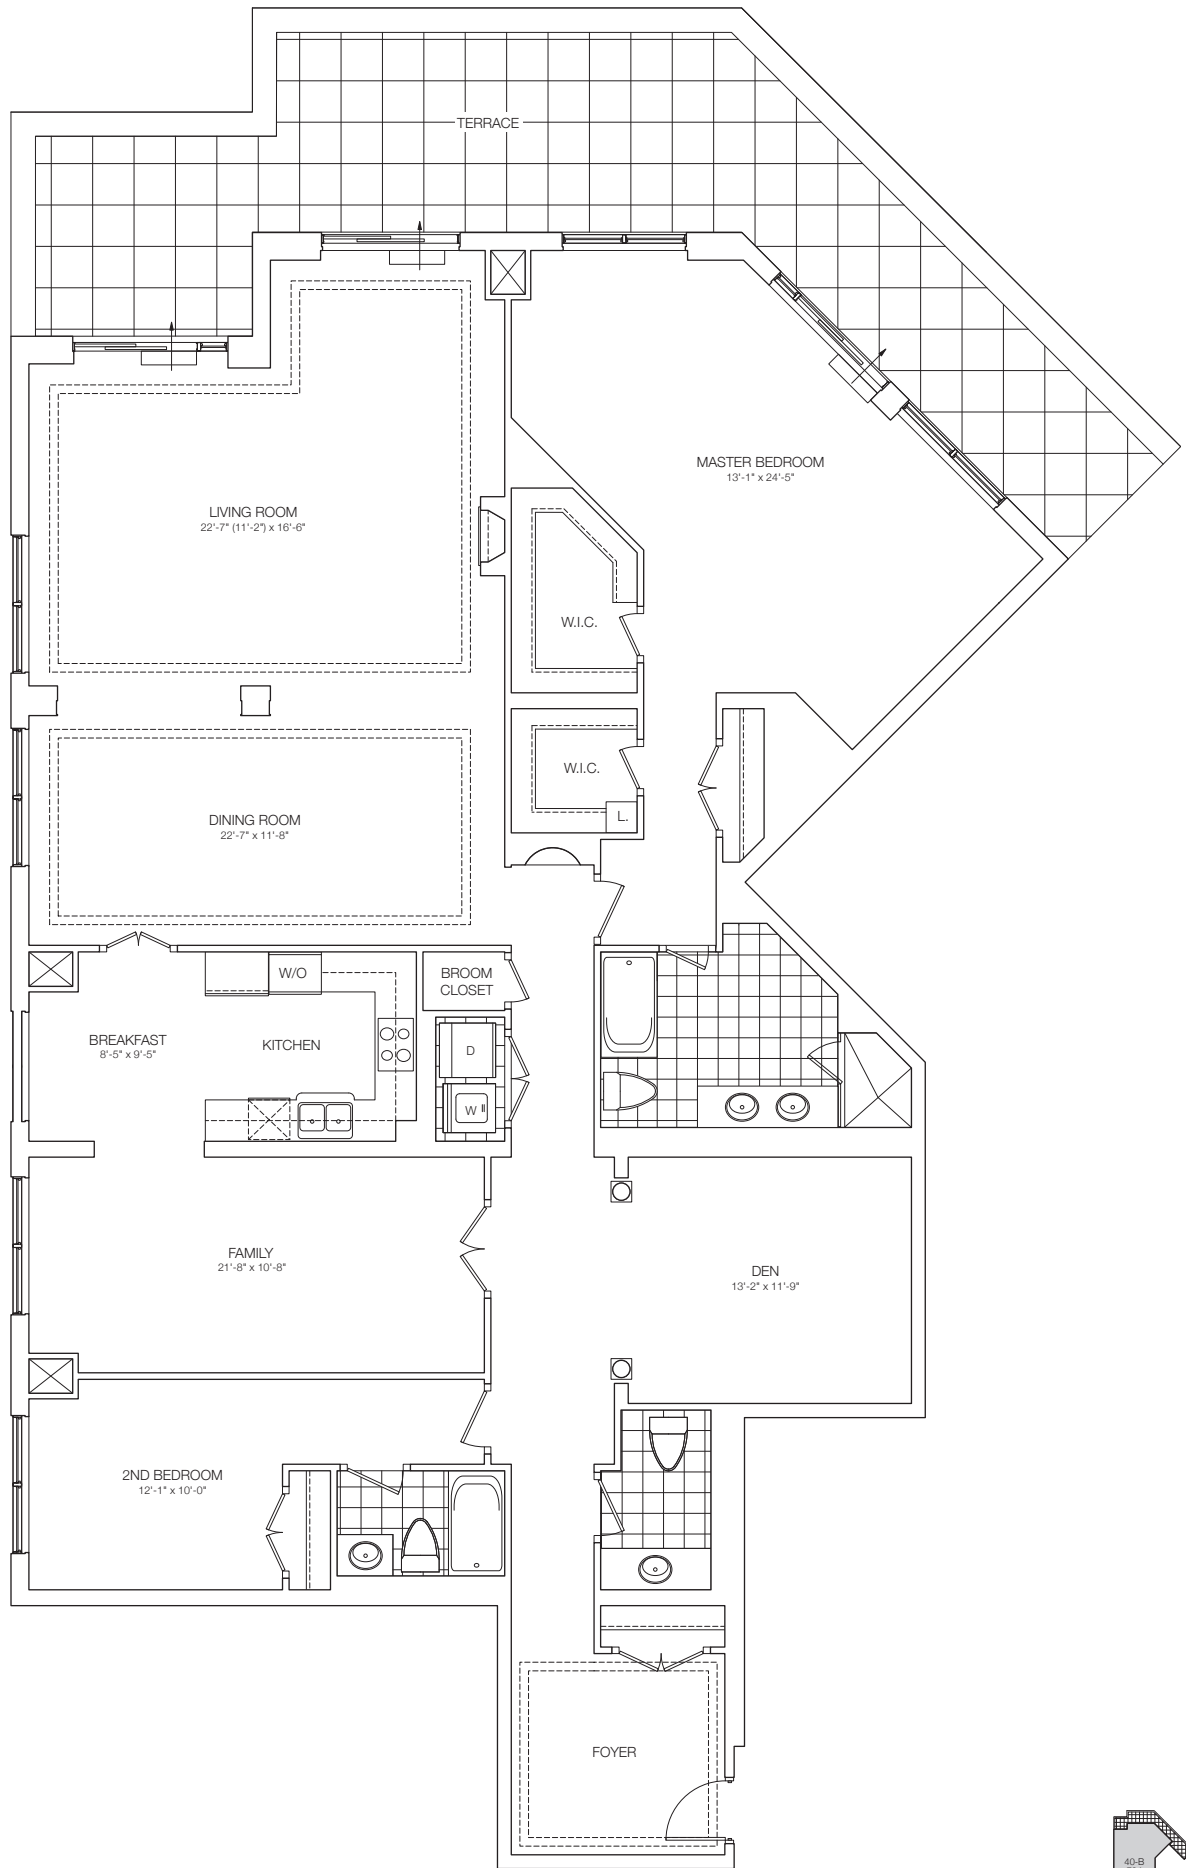 TERRACE
MASTER BEDROOM
13'-1" x 24'-5"
LIVING ROOM
22'-7" (11'-2") x 16'-6"
W.I.C.
W.I.C.
L.
DINING ROOM
22'-7" x 11'-8"
W/O
BROOM
CLOSET
BREAKFAST
8'-5" x 9'-5"
KITCHEN
D
W
FAMILY
21'-8" x 10'-8"
DEN
13'-2" x 11'-9"
2ND BEDROOM
12'-1" x 10'-0"
FOYER
40-B